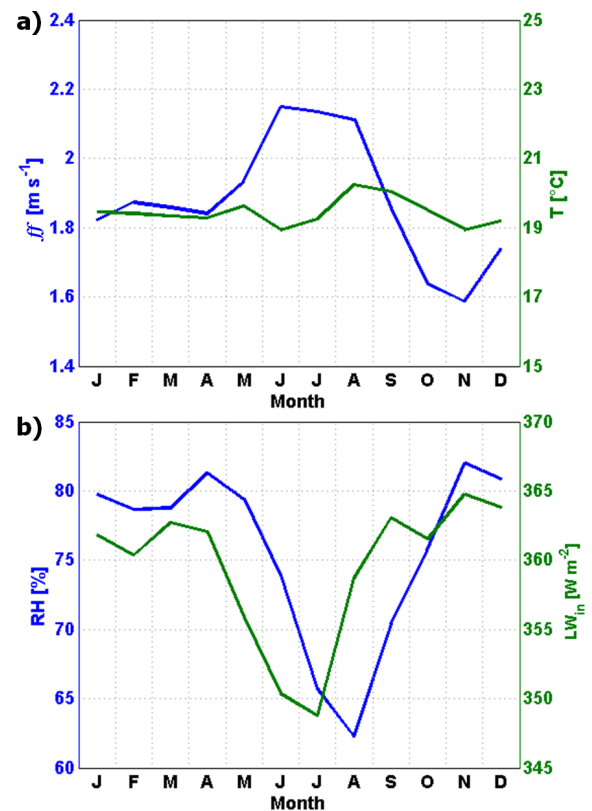 a)
2.4
2.2
2
1.8
1.6
1.4
ff [m s-1]
25
23
21
19
17
15
T [°C]
J F M A M J J A S O N D
Month
b)
85
80
75
70
65
60
RH [%]
370
365
360
355
350
345
LWin [W m-2]
J F M A M J J A S O N D
Month